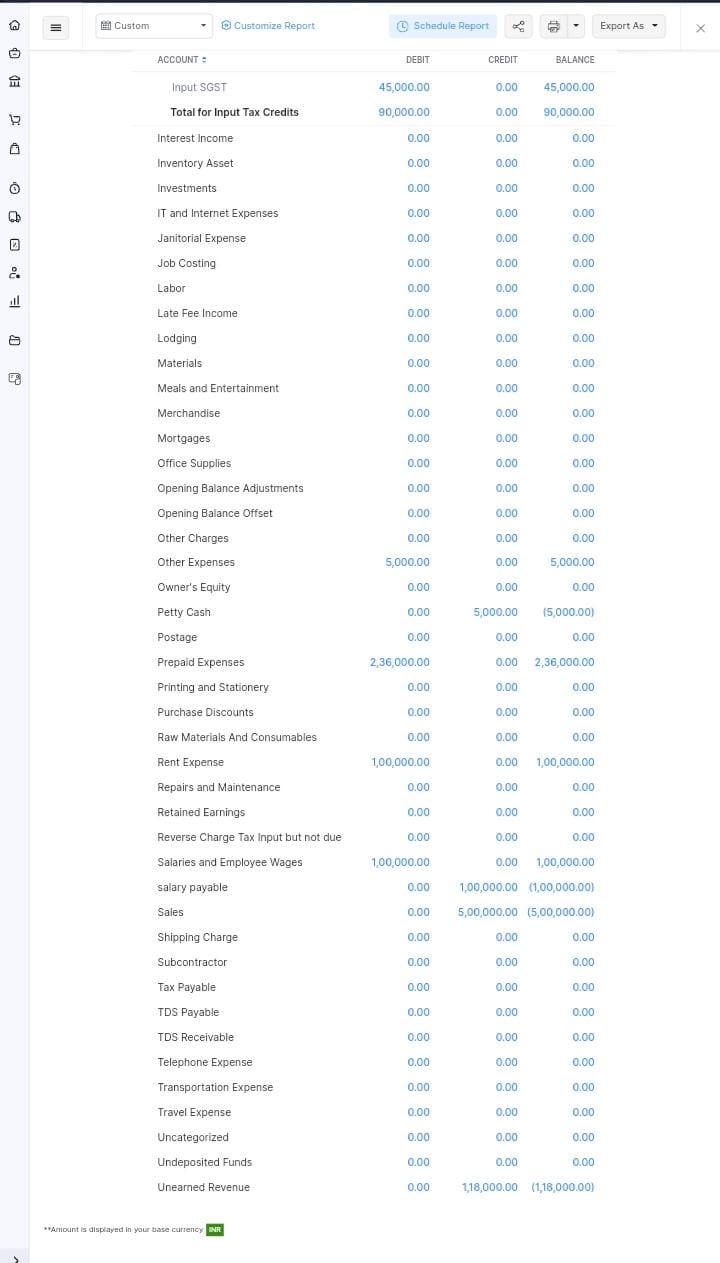 Custom Customize Report Schedule Report Export As
ACCOUNT DEBIT CREDIT BALANCE
Input SGST 45,000.00 0.00 45,000.00
Total for Input Tax Credits 90,000.00 0.00 90,000.00
Interest Income 0.00 0.00 0.00
Inventory Asset 0.00 0.00 0.00
Investments 0.00 0.00 0.00
IT and Internet Expenses 0.00 0.00 0.00
Janitorial Expense 0.00 0.00 0.00
Job Costing 0.00 0.00 0.00
Labor 0.00 0.00 0.00
Late Fee Income 0.00 0.00 0.00
Lodging 0.00 0.00 0.00
Materials 0.00 0.00 0.00
Meals and Entertainment 0.00 0.00 0.00
Merchandise 0.00 0.00 0.00
Mortgages 0.00 0.00 0.00
Office Supplies 0.00 0.00 0.00
Opening Balance Adjustments 0.00 0.00 0.00
Opening Balance Offset 0.00 0.00 0.00
Other Charges 0.00 0.00 0.00
Other Expenses 5,000.00 0.00 5,000.00
Owner's Equity 0.00 0.00 0.00
Petty Cash 0.00 5,000.00 (5,000.00)
Postage 0.00 0.00 0.00
Prepaid Expenses 2,36,000.00 0.00 2,36,000.00
Printing and Stationery 0.00 0.00 0.00
Purchase Discounts 0.00 0.00 0.00
Raw Materials And Consumables 0.00 0.00 0.00
Rent Expense 1,00,000.00 0.00 1,00,000.00
Repairs and Maintenance 0.00 0.00 0.00
Retained Earnings 0.00 0.00 0.00
Reverse Charge Tax Input but not due 0.00 0.00 0.00
Salaries and Employee Wages 1,00,000.00 0.00 1,00,000.00
salary payable 0.00 1,00,000.00 (1,00,000.00)
Sales 0.00 5,00,000.00 (5,00,000.00)
Shipping Charge 0.00 0.00 0.00
Subcontractor 0.00 0.00 0.00
Tax Payable 0.00 0.00 0.00
TDS Payable 0.00 0.00 0.00
TDS Receivable 0.00 0.00 0.00
Telephone Expense 0.00 0.00 0.00
Transportation Expense 0.00 0.00 0.00
Travel Expense 0.00 0.00 0.00
Uncategorized 0.00 0.00 0.00
Undeposited Funds 0.00 0.00 0.00
Unearned Revenue 0.00 1,18,000.00 (1,18,000.00)
**Amount is displayed in your base currency INR